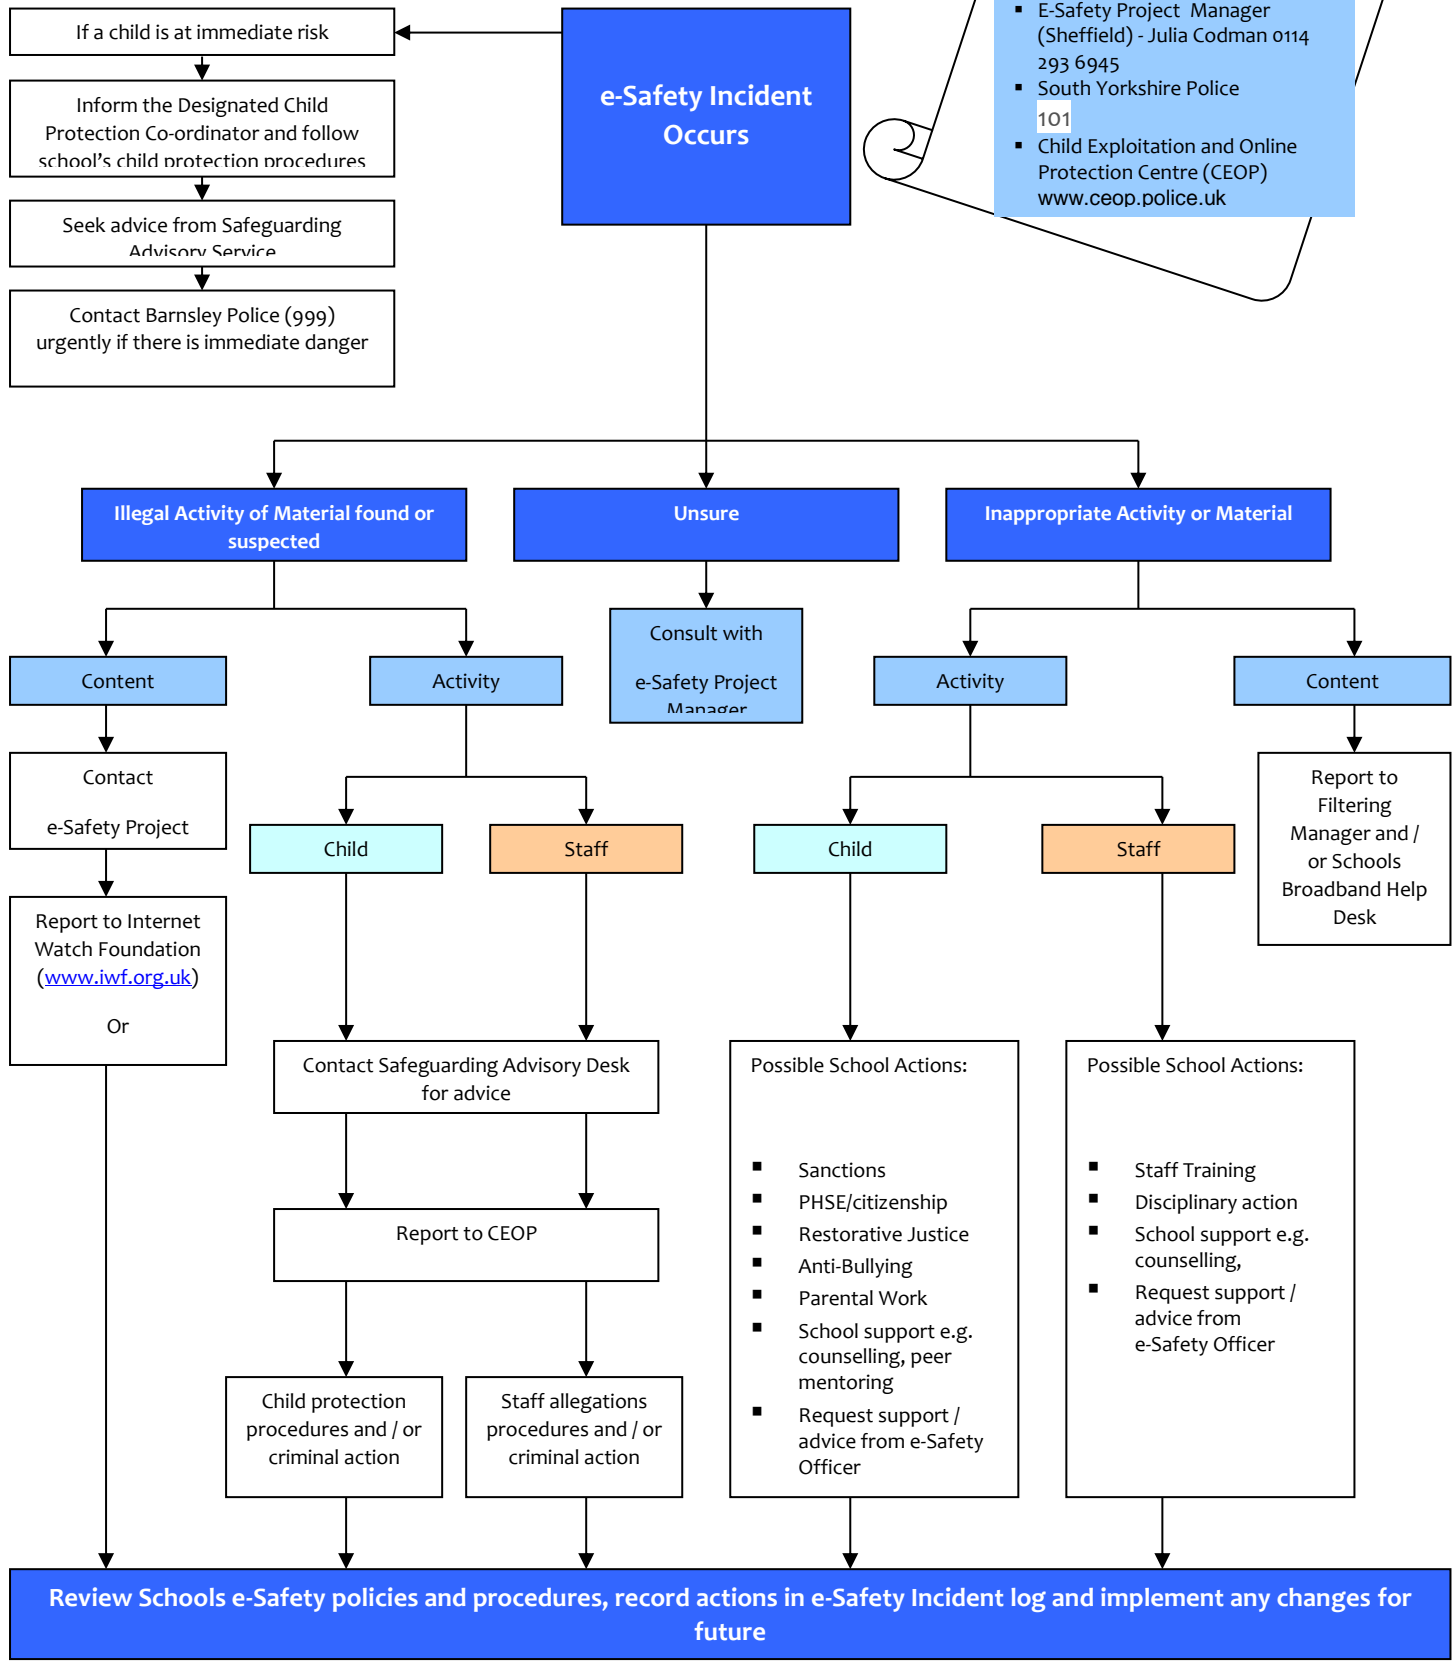 If a child is at immediate risk
Inform the Designated Child
Protection Co-ordinator and follow
school's child protection procedures
Seek advice from Safeguarding
Advisory Service
Contact Barnsley Police (999)
urgently if there is immediate danger
e-Safety Incident
Occurs
▪ E-Safety Project Manager
(Sheffield) - Julia Codman 0114
293 6945
▪ South Yorkshire Police
101
▪ Child Exploitation and Online
Protection Centre (CEOP)
www.ceop.police.uk
Illegal Activity of Material found or
suspected
Unsure
Inappropriate Activity or Material
Content
Activity
Consult with
e-Safety Project
Manager
Activity
Content
Contact
e-Safety Project
Child
Staff
Child
Staff
Report to
Filtering
Manager and /
or Schools
Broadband Help
Desk
Report to Internet
Watch Foundation
(www.iwf.org.uk)
Or
Contact Safeguarding Advisory Desk
for advice
Report to CEOP
Child protection
procedures and / or
criminal action
Staff allegations
procedures and / or
criminal action
Possible School Actions:
▪ Sanctions
▪ PHSE/citizenship
▪ Restorative Justice
▪ Anti-Bullying
▪ Parental Work
▪ School support e.g.
counselling, peer
mentoring
▪ Request support /
advice from e-Safety
Officer
Possible School Actions:
▪ Staff Training
▪ Disciplinary action
▪ School support e.g.
counselling,
▪ Request support /
advice from
e-Safety Officer
Review Schools e-Safety policies and procedures, record actions in e-Safety Incident log and implement any changes for
future